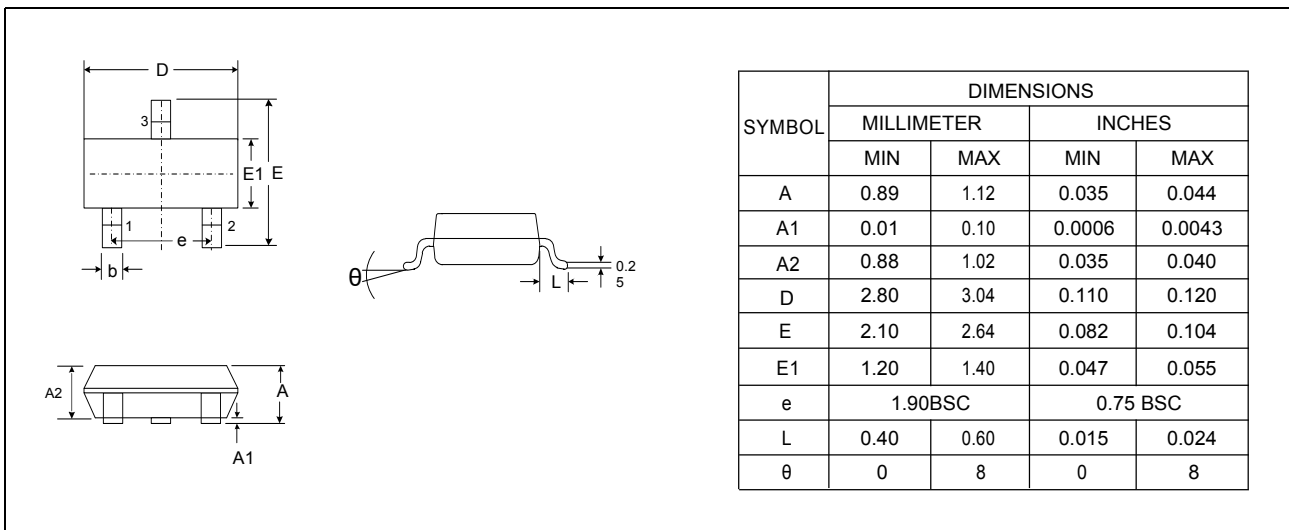 D
3
E1 E
1 2
e
b
θ
L
0.2
5
A2
A
A1
DIMENSIONS
SYMBOL MILLIMETER INCHES
MIN MAX MIN MAX
A 0.89 1.12 0.035 0.044
A1 0.01 0.10 0.0006 0.0043
A2 0.88 1.02 0.035 0.040
D 2.80 3.04 0.110 0.120
E 2.10 2.64 0.082 0.104
E1 1.20 1.40 0.047 0.055
e 1.90BSC 0.75 BSC
L 0.40 0.60 0.015 0.024
θ 0 8 0 8